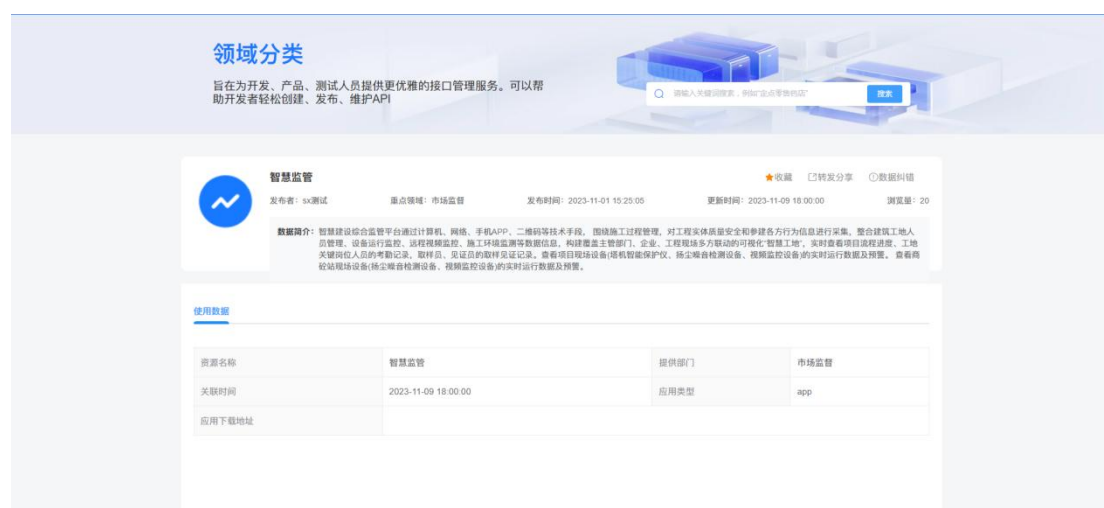 领域分类
旨在为开发、产品、测试人员提供更优雅的接口管理服务。可以帮
助开发者轻松创建、发布、维护API
请输入关键词搜索，例如"定点零售药店"
搜索
智慧监管
收藏 转发分享 数据纠错
发布者：sx测试 重点领域：市场监督 发布时间：2023-11-01 15:25:05 更新时间：2023-11-09 18:00:00 浏览量：20
数据简介：智慧建设综合监管平台通过计算机、网络、手机APP、二维码等技术手段， 围绕施工过程管理，对工程实体质量安全和参建各方行为信息进行采集，整合建筑工地人
员管理、设备运行监控、远程视频监控、施工环境监测等数据信息，构建覆盖主管部门、企业、工程现场多方联动的可视化"智慧工地"，实时查看项目流程进度、工地
关键岗位人员的考勤记录，取样员、见证员的取样见证记录。查看项目现场设备(塔机智能保护仪、扬尘噪音检测设备、视频监控设备)的实时运行数据及预警。 查看商
砼站现场设备(扬尘噪音检测设备、视频监控设备)的实时运行数据及预警。
使用数据
资源名称 智慧监管 提供部门 市场监督
关联时间 2023-11-09 18:00:00 应用类型 app
应用下载地址